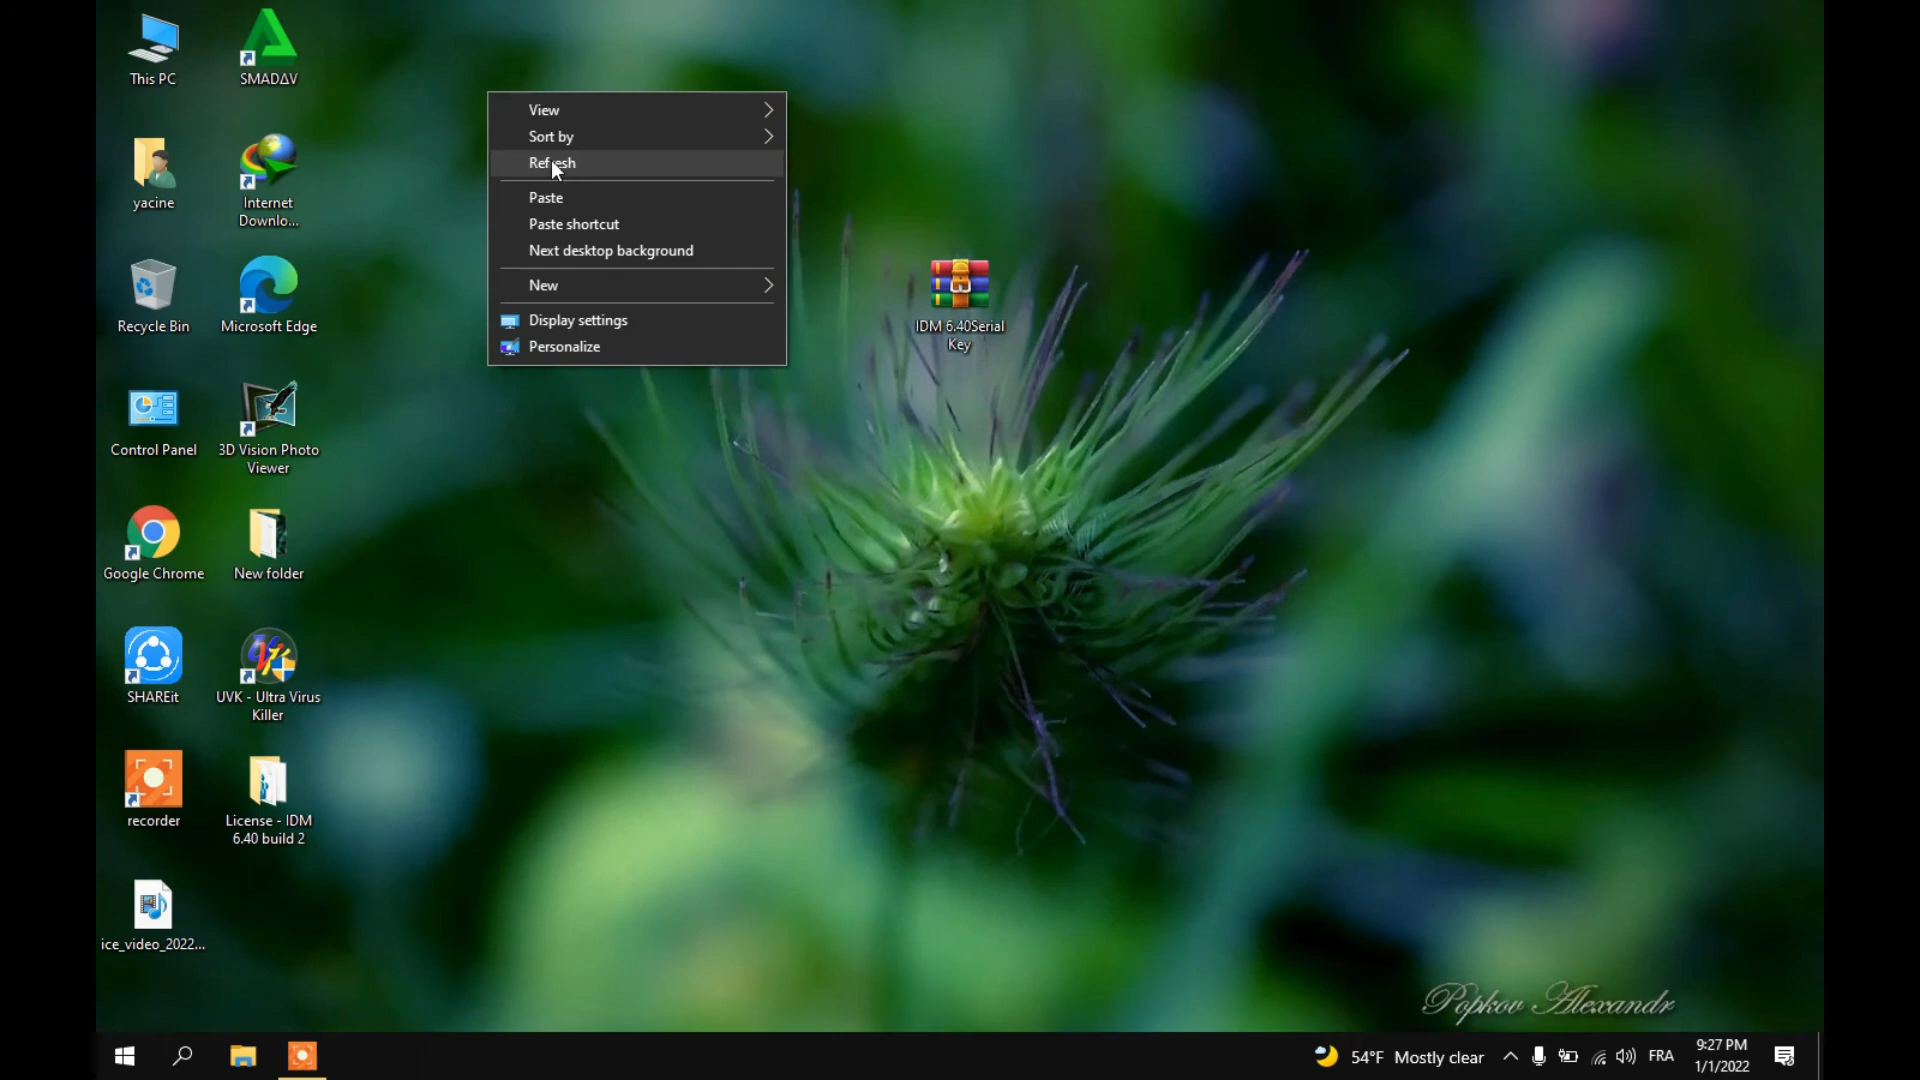 This PC
SMADΔV
yacine
Internet
Downlo...
Recycle Bin
Microsoft Edge
Control Panel
3D Vision Photo
Viewer
Google Chrome
New folder
SHAREit
UVK - Ultra Virus
Killer
recorder
License - IDM
6.40 build 2
ice_video_2022...
View
Sort by
Refresh
Paste
Paste shortcut
Next desktop background
New
Display settings
Personalize
IDM 6.40Serial
Key
Popkov Alexandr
54°F Mostly clear
FRA
9:27 PM
1/1/2022